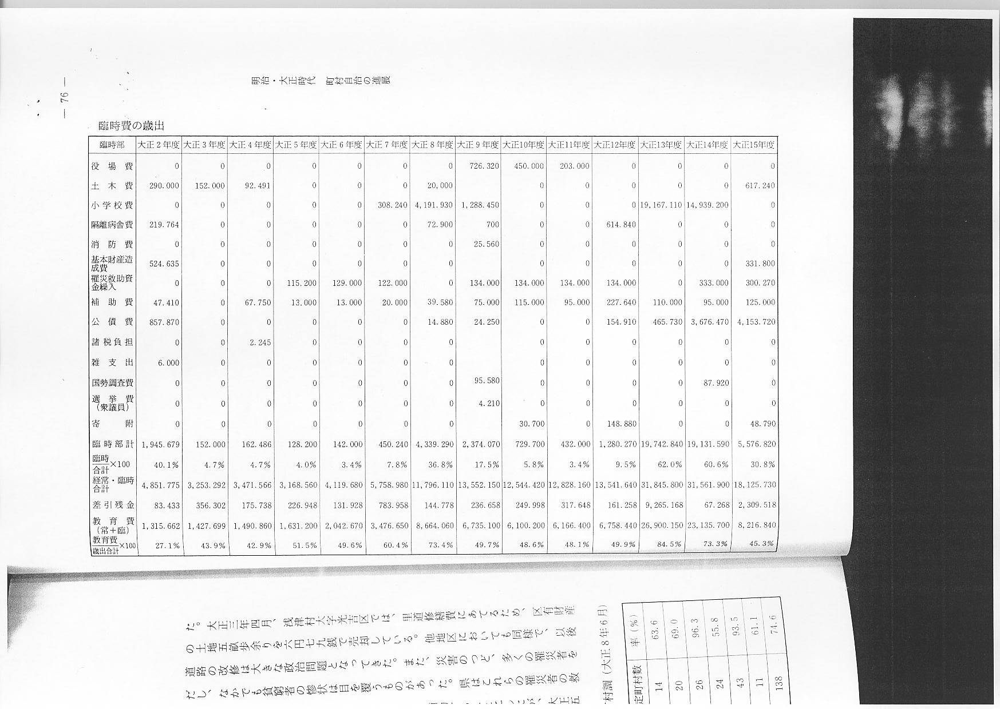 明治・大正時代　町村自治の進展
— 76 —
臨時費の歳出
臨時部 大正2年度 大正3年度 大正4年度 大正5年度 大正6年度 大正7年度 大正8年度 大正9年度 大正10年度 大正11年度 大正12年度 大正13年度 大正14年度 大正15年度
役場費 0 0 0 0 0 0 0 726.320 450.000 203.000 0 0 0 0
土木費 290.000 152.000 92.491 0 0 0 20,000 0 0 0 0 0 617.240
小学校費 0 0 0 0 0 308.240 4,191.930 1,288.450 0 0 0 19,167.110 14,939.200 0
隔離病舎費 219.764 0 0 0 0 0 72.900 700 0 0 614.840 0 0 0
消防費 0 0 0 0 0 0 0 25.560 0 0 0 0 0 0
基本財産造成費 524.635 0 0 0 0 0 0 0 0 0 0 0 331.800
罹災救助資金繰入 0 0 0 115.200 129.000 122.000 0 134.000 134.000 134.000 134.000 0 333.000 300.270
補助費 47.410 0 67.750 13.000 13.000 20.000 39.580 75.000 115.000 95.000 227.640 110.000 95.000 125.000
公債費 857.870 0 0 0 0 0 14.880 24.250 0 0 154.910 465.730 3,676.470 4,153.720
諸税負担 0 0 2.245 0 0 0 0 0 0 0 0 0 0
雑支出 6.000 0 0 0 0 0 0 0 0 0 0 0 0
国勢調査費 0 0 0 0 0 0 0 95.580 0 0 0 0 87.920 0
選挙費（衆議員） 0 0 0 0 0 0 0 4.210 0 0 0 0 0 0
寄附 0 0 0 0 0 0 0 30.700 0 148.880 0 0 48.790
臨時部計 1,945.679 152.000 162.486 128.200 142.000 450.240 4,339.290 2,374.070 729.700 432.000 1,280.270 19,742.840 19,131.590 5,576.820
臨時/合計×100 40.1% 4.7% 4.7% 4.0% 3.4% 7.8% 36.8% 17.5% 5.8% 3.4% 9.5% 62.0% 60.6% 30.8%
経常・臨時合計 4,851.775 3,253.292 3,471.566 3,168.560 4,119.680 5,758.980 11,796.110 13,552.150 12,544.420 12,828.160 13,541.640 31,845.800 31,561.900 18,125.730
差引残金 83.433 356.302 175.738 226.948 131.928 783.958 144.778 236.658 249.998 317.648 161.258 9,265.168 67.268 2,309.518
教育費（常＋臨） 1,315.662 1,427.699 1,490.860 1,631.200 2,042.670 3,476.650 8,664.060 6,735.100 6,100.200 6,166.400 6,758.440 26,900.150 23,135.700 8,216.840
教育費/歳出合計×100 27.1% 43.9% 42.9% 51.5% 49.6% 60.4% 73.4% 49.7% 48.6% 48.1% 49.9% 84.5% 73.3% 45.3%
た。大正三年四月、浅津村大字光吉区では、里道修繕費にあてるため、区有財産
の土地五畝歩余りを六円七九銭で売却している。他地区においても同様で、以後
道路の改修は大きな政治問題となってきた。また、災害のつど、多くの罹災者を
だし、なかでも貧窮者の惨状は目を覆うものがあった。県はこれらの罹災者の救
大正五
村調（大正8年6月）
定町村数 率（%）
14 63.6
20 69.0
26 96.3
24 55.8
43 93.5
11 61.1
138 74.6